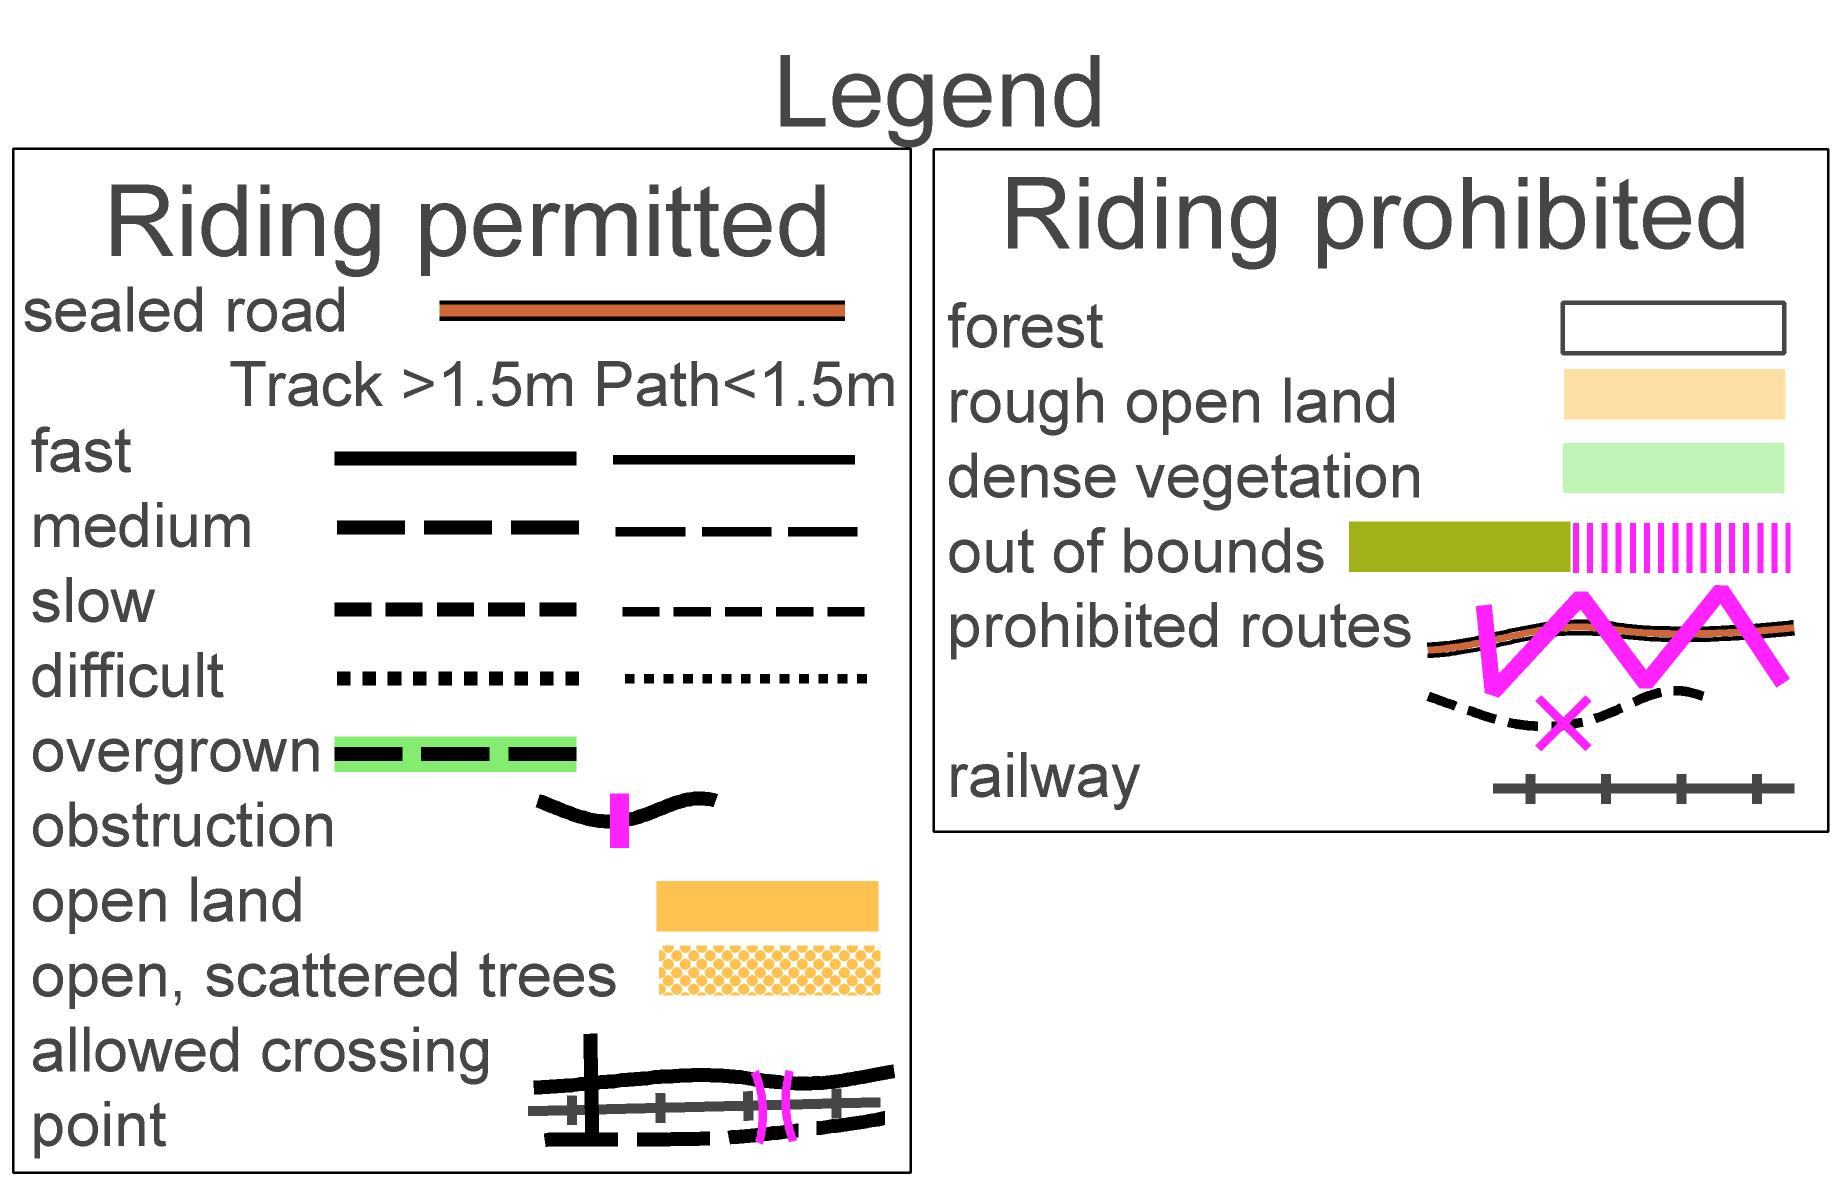 Legend
Riding permitted
sealed road
Track >1.5m Path<1.5m
fast
medium
slow
difficult
overgrown
obstruction
open land
open, scattered trees
allowed crossing
point
Riding prohibited
forest
rough open land
dense vegetation
out of bounds
prohibited routes
railway